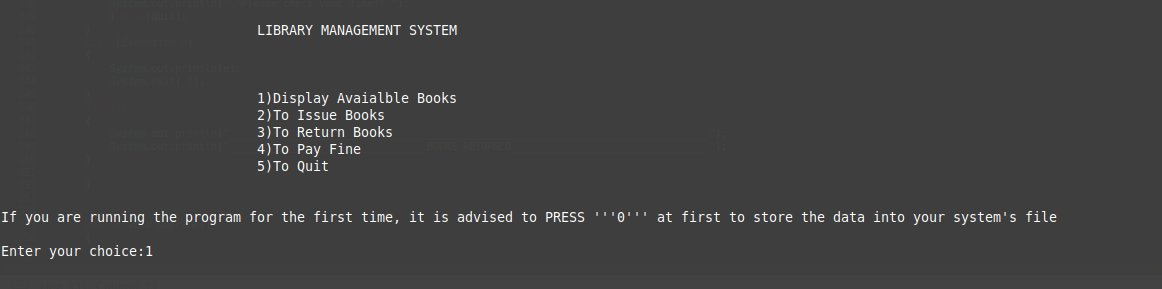 LIBRARY MANAGEMENT SYSTEM
1)Display Avaialble Books
2)To Issue Books
3)To Return Books
4)To Pay Fine
5)To Quit
If you are running the program for the first time, it is advised to PRESS '''0''' at first to store the data into your system's file
Enter your choice:1